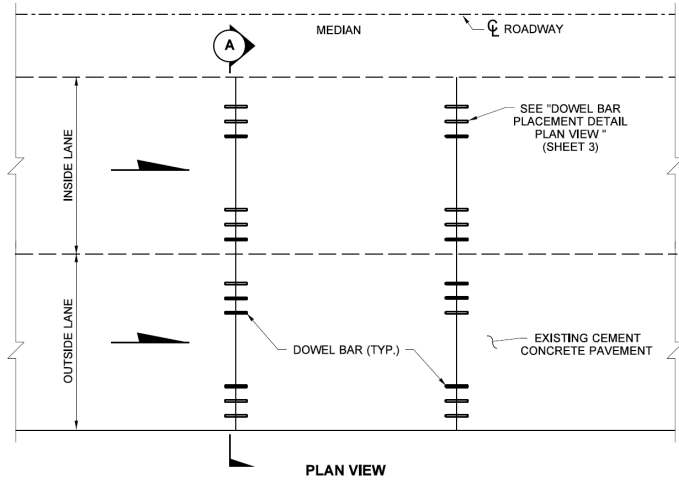 MEDIAN
℄ ROADWAY
A
SEE "DOWEL BAR
PLACEMENT DETAIL
PLAN VIEW "
(SHEET 3)
INSIDE LANE
OUTSIDE LANE
DOWEL BAR (TYP.)
EXISTING CEMENT
CONCRETE PAVEMENT
PLAN VIEW